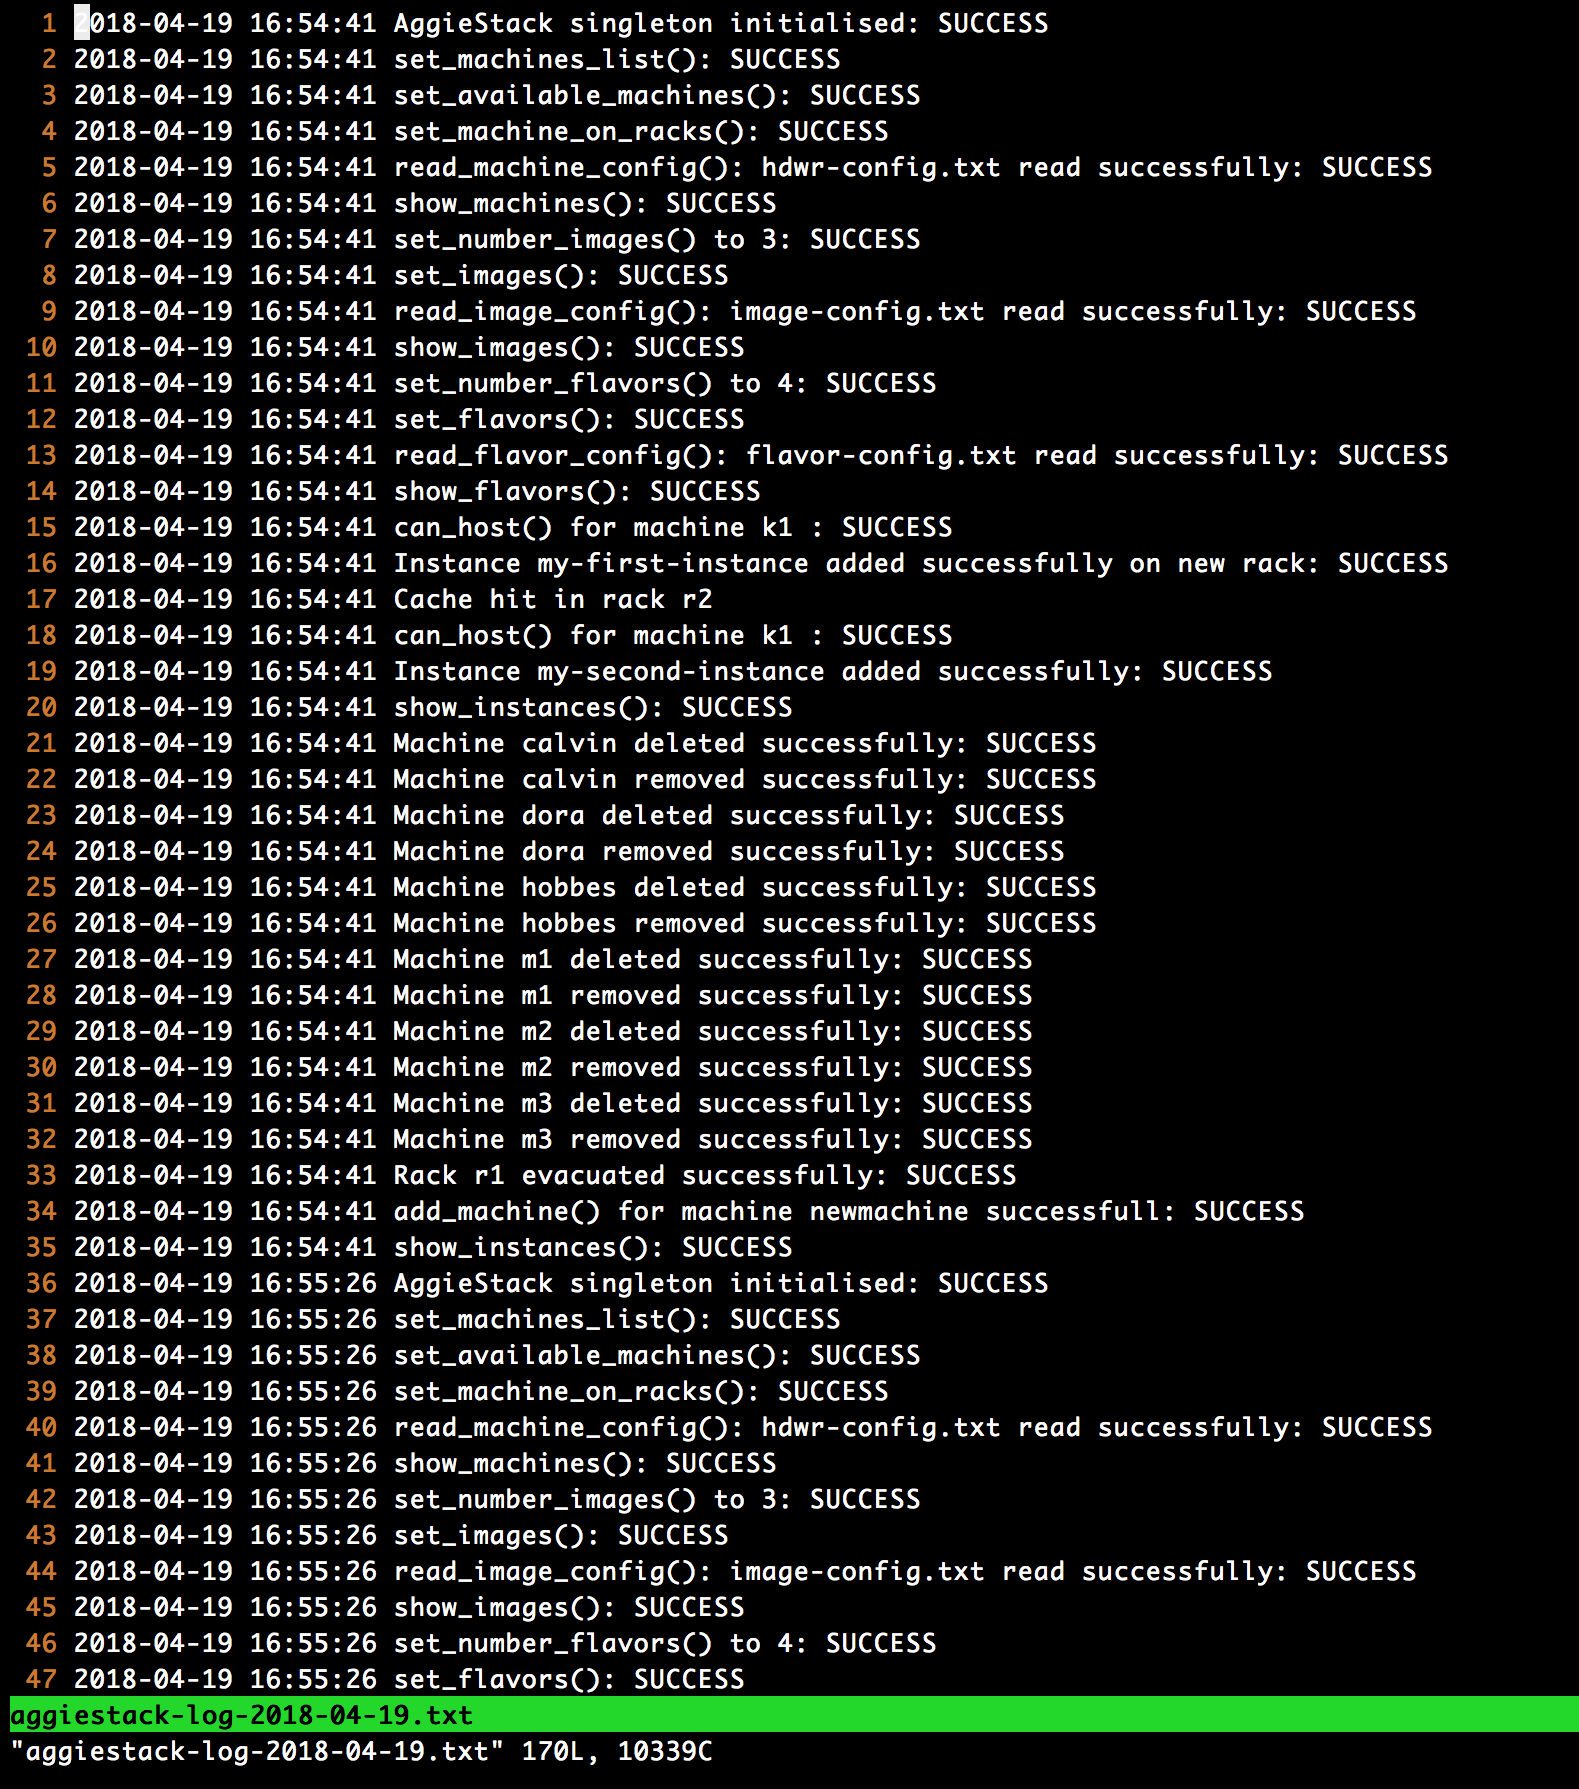 1 2018-04-19 16:54:41 AggieStack singleton initialised: SUCCESS
2 2018-04-19 16:54:41 set_machines_list(): SUCCESS
3 2018-04-19 16:54:41 set_available_machines(): SUCCESS
4 2018-04-19 16:54:41 set_machine_on_racks(): SUCCESS
5 2018-04-19 16:54:41 read_machine_config(): hdwr-config.txt read successfully: SUCCESS
6 2018-04-19 16:54:41 show_machines(): SUCCESS
7 2018-04-19 16:54:41 set_number_images() to 3: SUCCESS
8 2018-04-19 16:54:41 set_images(): SUCCESS
9 2018-04-19 16:54:41 read_image_config(): image-config.txt read successfully: SUCCESS
10 2018-04-19 16:54:41 show_images(): SUCCESS
11 2018-04-19 16:54:41 set_number_flavors() to 4: SUCCESS
12 2018-04-19 16:54:41 set_flavors(): SUCCESS
13 2018-04-19 16:54:41 read_flavor_config(): flavor-config.txt read successfully: SUCCESS
14 2018-04-19 16:54:41 show_flavors(): SUCCESS
15 2018-04-19 16:54:41 can_host() for machine k1 : SUCCESS
16 2018-04-19 16:54:41 Instance my-first-instance added successfully on new rack: SUCCESS
17 2018-04-19 16:54:41 Cache hit in rack r2
18 2018-04-19 16:54:41 can_host() for machine k1 : SUCCESS
19 2018-04-19 16:54:41 Instance my-second-instance added successfully: SUCCESS
20 2018-04-19 16:54:41 show_instances(): SUCCESS
21 2018-04-19 16:54:41 Machine calvin deleted successfully: SUCCESS
22 2018-04-19 16:54:41 Machine calvin removed successfully: SUCCESS
23 2018-04-19 16:54:41 Machine dora deleted successfully: SUCCESS
24 2018-04-19 16:54:41 Machine dora removed successfully: SUCCESS
25 2018-04-19 16:54:41 Machine hobbes deleted successfully: SUCCESS
26 2018-04-19 16:54:41 Machine hobbes removed successfully: SUCCESS
27 2018-04-19 16:54:41 Machine m1 deleted successfully: SUCCESS
28 2018-04-19 16:54:41 Machine m1 removed successfully: SUCCESS
29 2018-04-19 16:54:41 Machine m2 deleted successfully: SUCCESS
30 2018-04-19 16:54:41 Machine m2 removed successfully: SUCCESS
31 2018-04-19 16:54:41 Machine m3 deleted successfully: SUCCESS
32 2018-04-19 16:54:41 Machine m3 removed successfully: SUCCESS
33 2018-04-19 16:54:41 Rack r1 evacuated successfully: SUCCESS
34 2018-04-19 16:54:41 add_machine() for machine newmachine successfull: SUCCESS
35 2018-04-19 16:54:41 show_instances(): SUCCESS
36 2018-04-19 16:55:26 AggieStack singleton initialised: SUCCESS
37 2018-04-19 16:55:26 set_machines_list(): SUCCESS
38 2018-04-19 16:55:26 set_available_machines(): SUCCESS
39 2018-04-19 16:55:26 set_machine_on_racks(): SUCCESS
40 2018-04-19 16:55:26 read_machine_config(): hdwr-config.txt read successfully: SUCCESS
41 2018-04-19 16:55:26 show_machines(): SUCCESS
42 2018-04-19 16:55:26 set_number_images() to 3: SUCCESS
43 2018-04-19 16:55:26 set_images(): SUCCESS
44 2018-04-19 16:55:26 read_image_config(): image-config.txt read successfully: SUCCESS
45 2018-04-19 16:55:26 show_images(): SUCCESS
46 2018-04-19 16:55:26 set_number_flavors() to 4: SUCCESS
47 2018-04-19 16:55:26 set_flavors(): SUCCESS
aggiestack-log-2018-04-19.txt
"aggiestack-log-2018-04-19.txt" 170L, 10339C